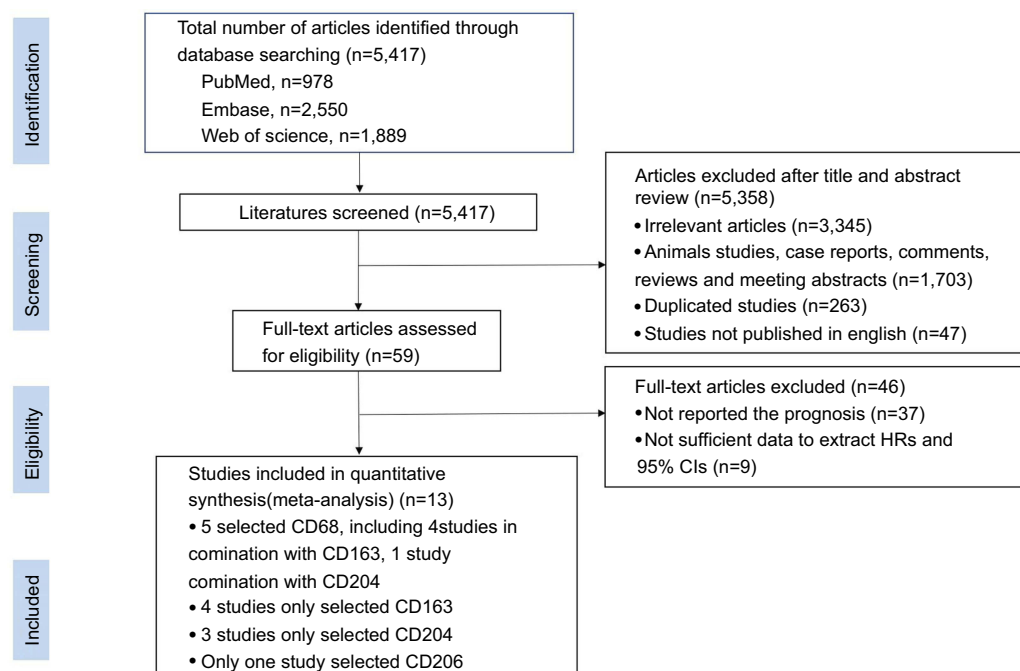 Identification
Total number of articles identified through
database searching (n=5,417)
PubMed, n=978
Embase, n=2,550
Web of science, n=1,889
Screening
Literatures screened (n=5,417)
Articles excluded after title and abstract
review (n=5,358)
•Irrelevant articles (n=3,345)
•Animals studies, case reports, comments,
reviews and meeting abstracts (n=1,703)
•Duplicated studies (n=263)
•Studies not published in english (n=47)
Full-text articles assessed
for eligibility (n=59)
Eligibility
Full-text articles excluded (n=46)
•Not reported the prognosis (n=37)
•Not sufficient data to extract HRs and
95% CIs (n=9)
Included
Studies included in quantitative
synthesis(meta-analysis) (n=13)
• 5 selected CD68, including 4studies in
comination with CD163, 1 study
comination with CD204
• 4 studies only selected CD163
• 3 studies only selected CD204
• Only one study selected CD206